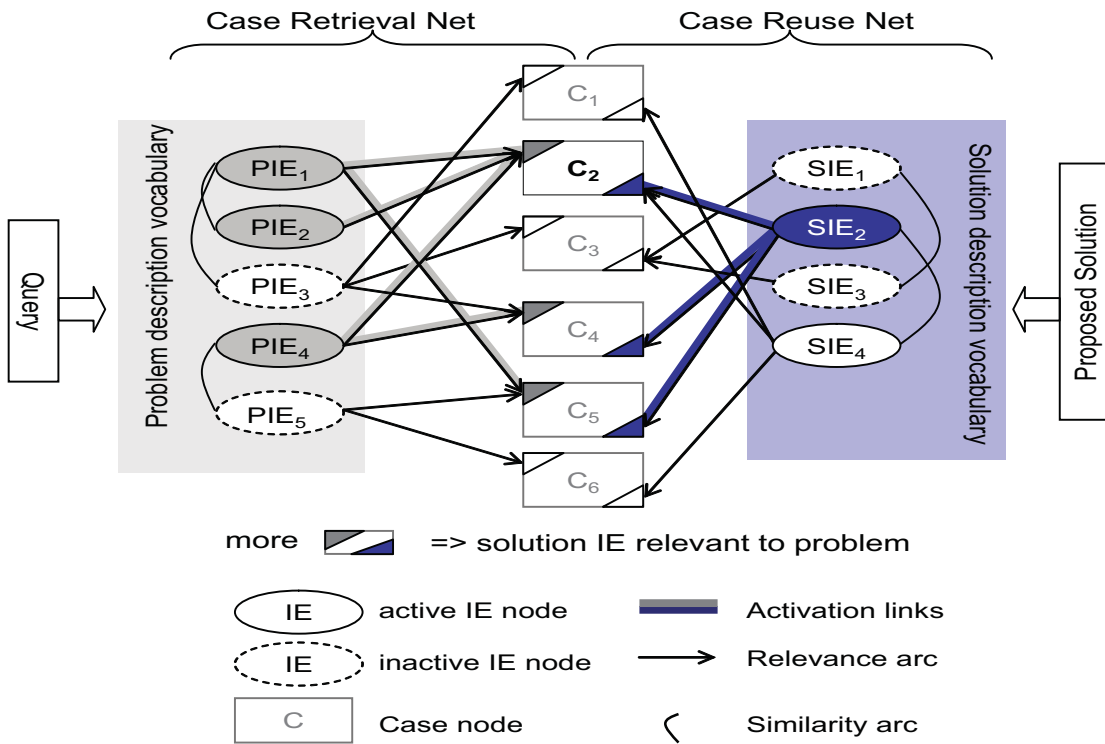 Case Retrieval Net
Case Reuse Net
Query
Problem description vocabulary
PIE1
PIE2
PIE3
PIE4
PIE5
C1
C2
C3
C4
C5
C6
SIE1
SIE2
SIE3
SIE4
Solution description vocabulary
Proposed Solution
more => solution IE relevant to problem
IE active IE node
Activation links
IE inactive IE node
Relevance arc
C Case node
Similarity arc